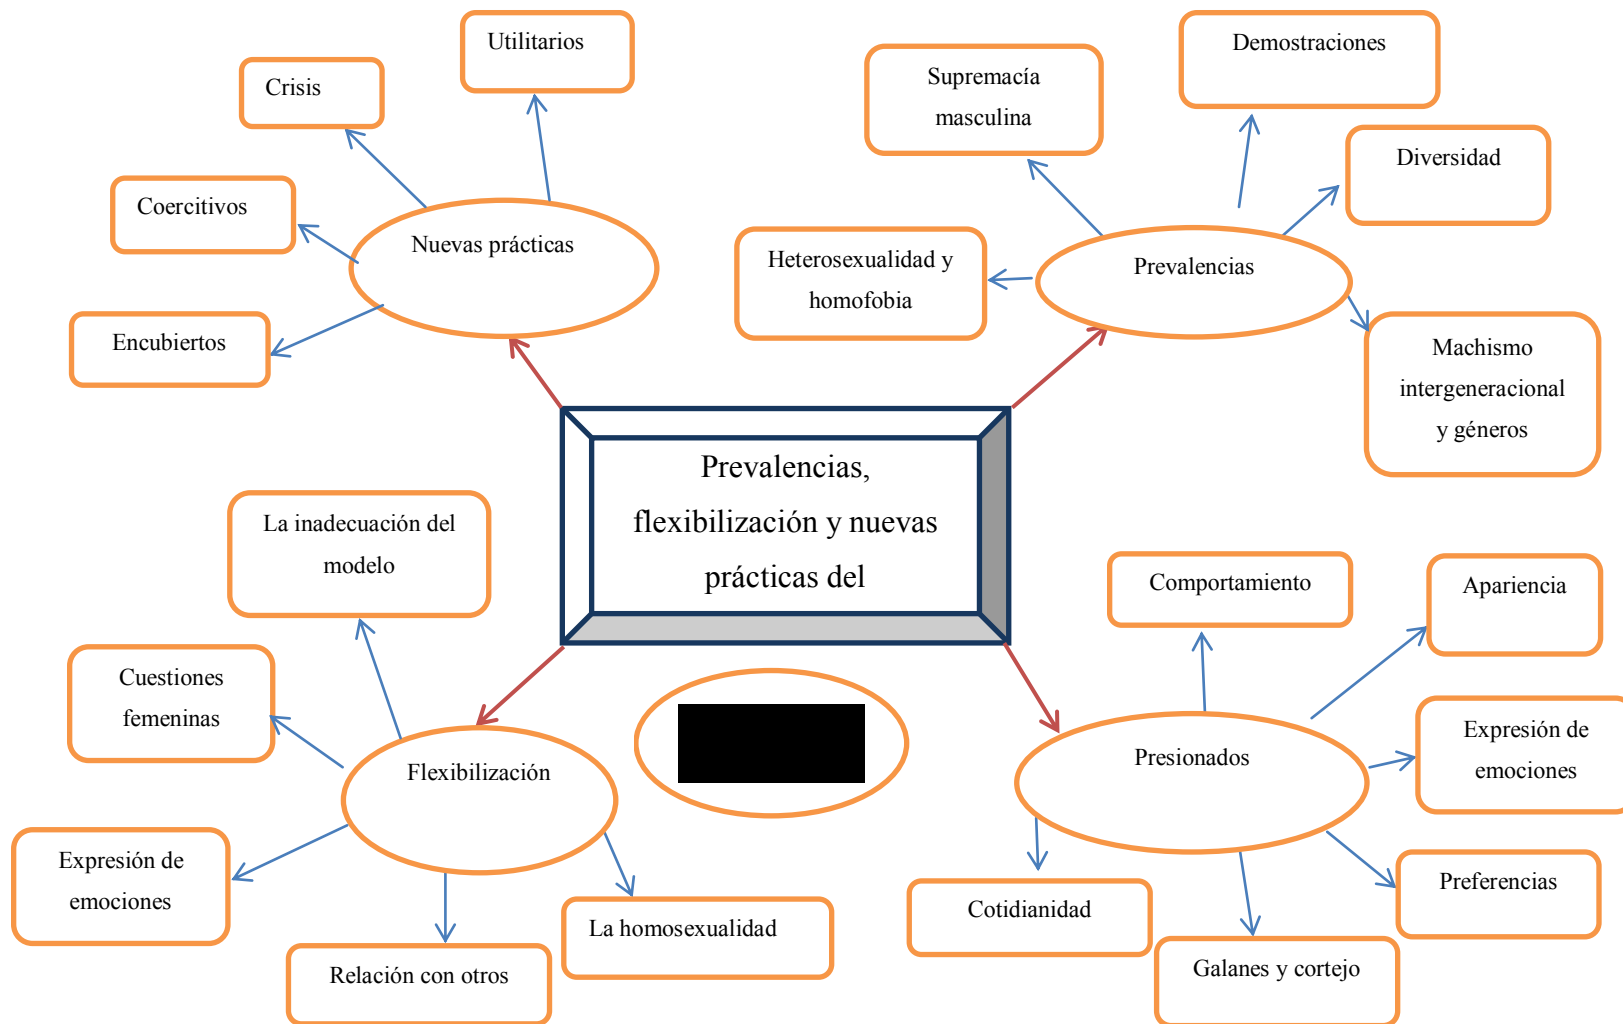 Utilitarios
Crisis
Coercitivos
Nuevas prácticas
Encubiertos
Demostraciones
Supremacía
masculina
Diversidad
Heterosexualidad y
homofobia
Prevalencias
Machismo
intergeneracional
y géneros
Prevalencias,
flexibilización y nuevas
prácticas del
La inadecuación del
modelo
Cuestiones
femeninas
Flexibilización
Expresión de
emociones
Relación con otros
La homosexualidad
Comportamiento
Apariencia
Presionados
Expresión de
emociones
Preferencias
Cotidianidad
Galanes y cortejo